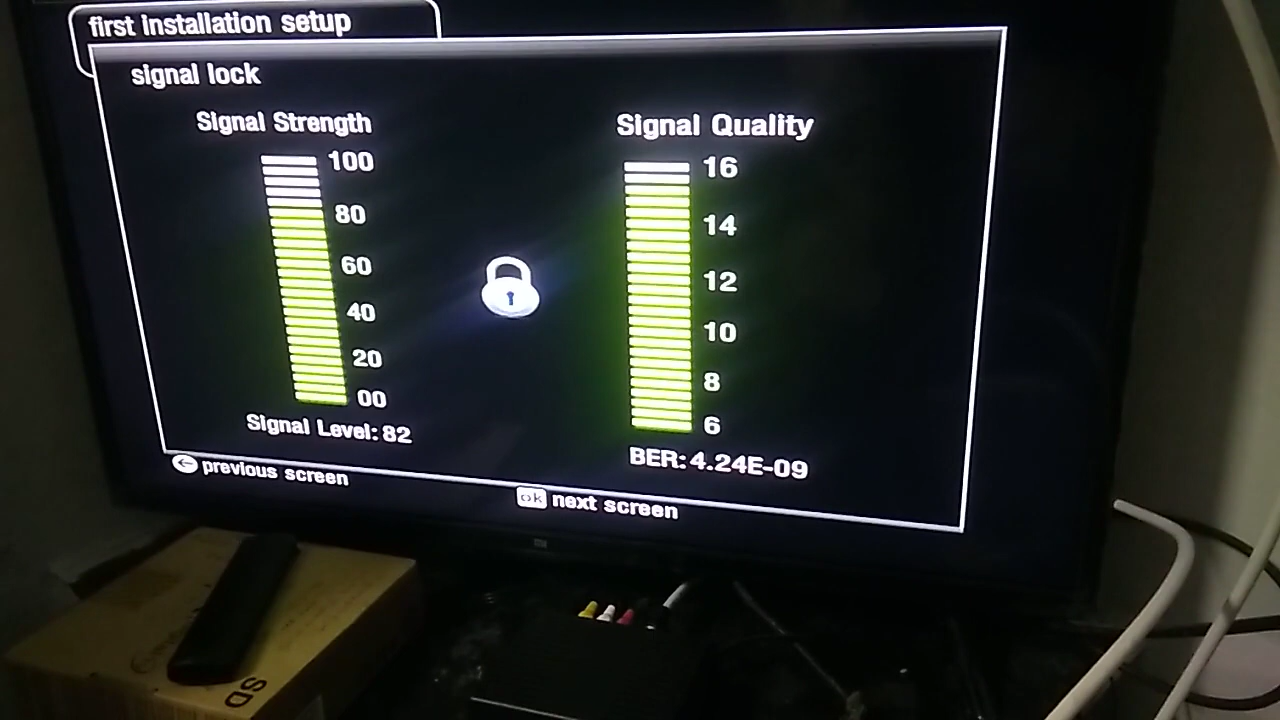 first installation setup
signal lock
Signal Strength
100
80
60
40
20
00
Signal Level: 82
Signal Quality
16
14
12
10
8
6
BER: 4.24E-09
previous screen
ok next screen
SD